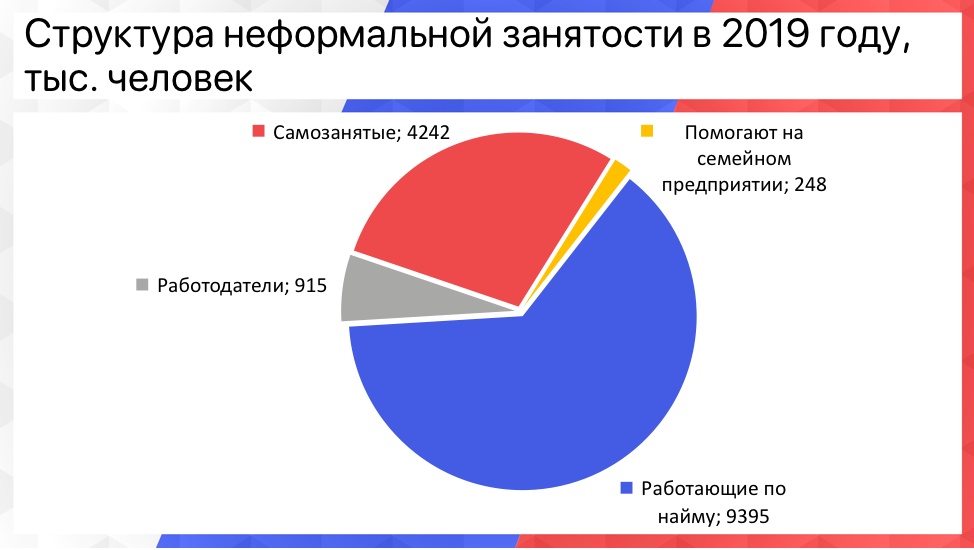 Структура неформальной занятости в 2019 году,
тыс. человек
Самозанятые; 4242
Помогают на
семейном
предприятии; 248
Работодатели; 915
Работающие по
найму; 9395